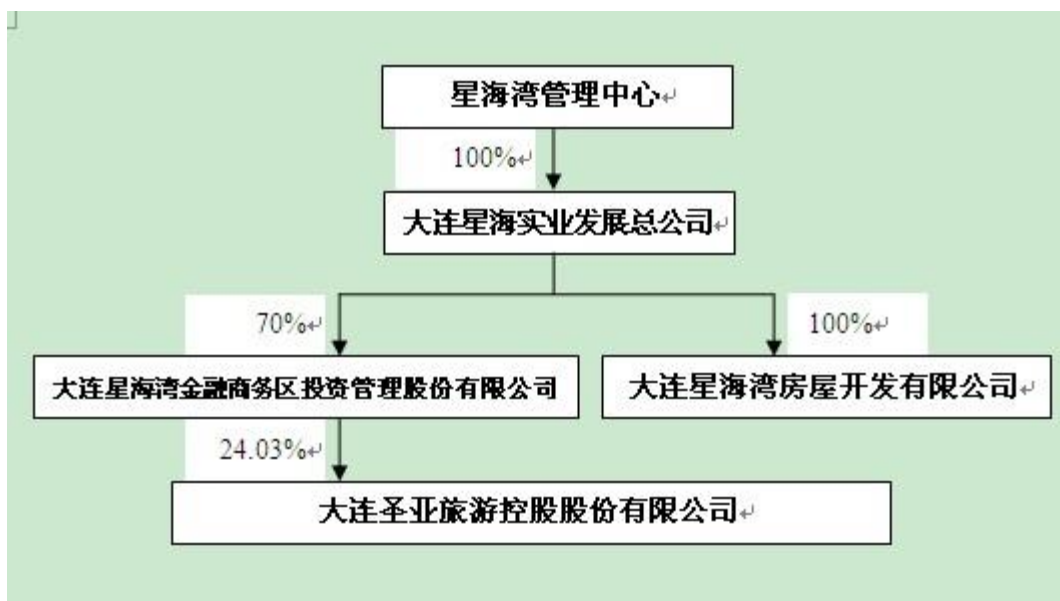 星海湾管理中心
100%
大连星海实业发展总公司
70%
100%
大连星海湾金融商务区投资管理股份有限公司
大连星海湾房屋开发有限公司
24.03%
大连圣亚旅游控股股份有限公司